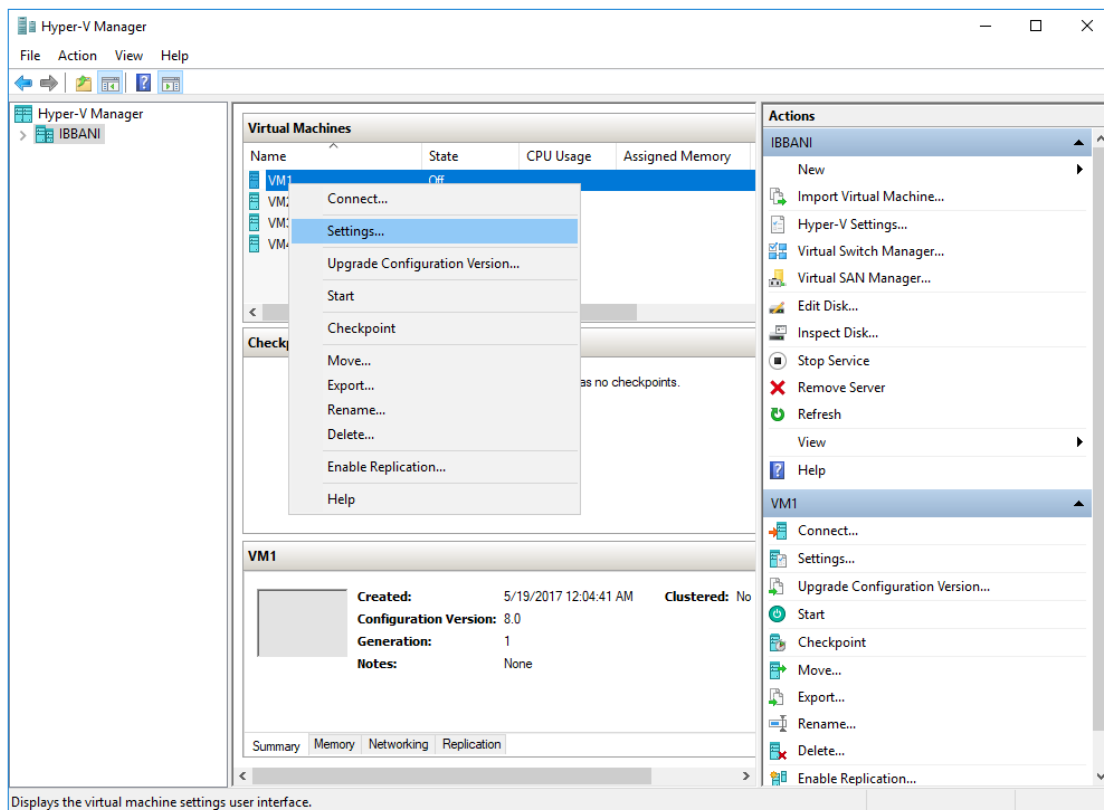 Hyper-V Manager
File Action View Help
Hyper-V Manager
IBBANI
Virtual Machines
Name State CPU Usage Assigned Memory
VM1 Off
VM2
VM3
VM4
Connect...
Settings...
Upgrade Configuration Version...
Start
Checkpoint
Move...
Export...
Rename...
Delete...
Enable Replication...
Help
Check
as no checkpoints.
VM1
Created: 5/19/2017 12:04:41 AM Clustered: No
Configuration Version: 8.0
Generation: 1
Notes: None
Summary Memory Networking Replication
Actions
IBBANI
New
Import Virtual Machine...
Hyper-V Settings...
Virtual Switch Manager...
Virtual SAN Manager...
Edit Disk...
Inspect Disk...
Stop Service
Remove Server
Refresh
View
Help
VM1
Connect...
Settings...
Upgrade Configuration Version...
Start
Checkpoint
Move...
Export...
Rename...
Delete...
Enable Replication...
Displays the virtual machine settings user interface.